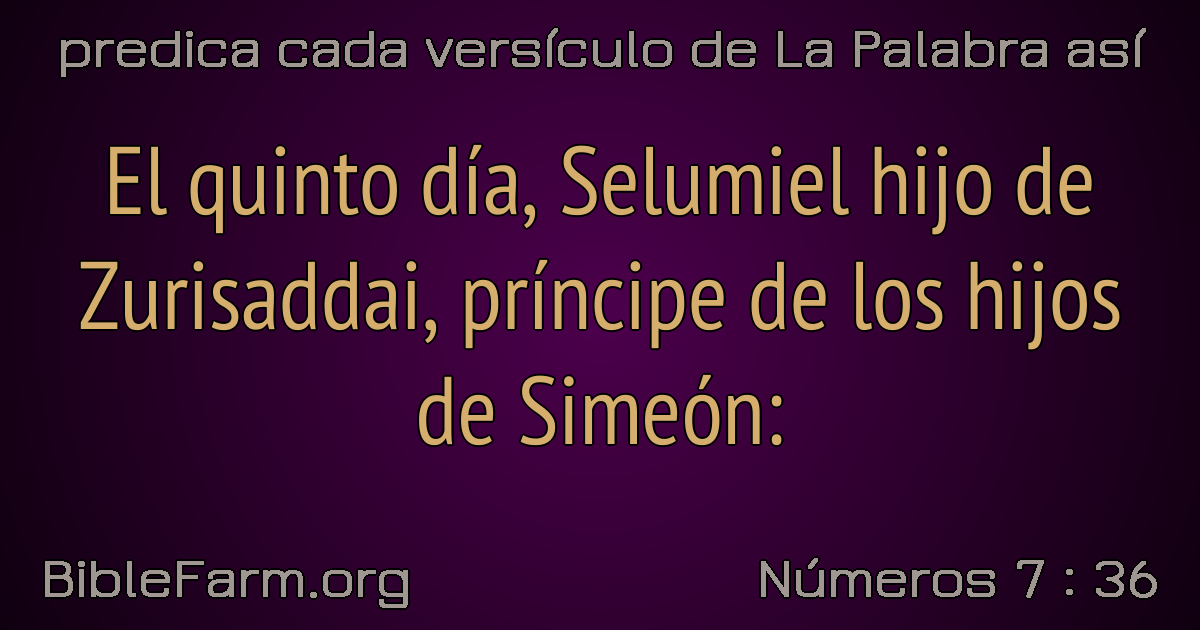 predica cada versículo de La Palabra así
El quinto día, Selumiel hijo de
Zurisaddai, príncipe de los hijos
de Simeón:
BibleFarm.org
Números 7 : 36